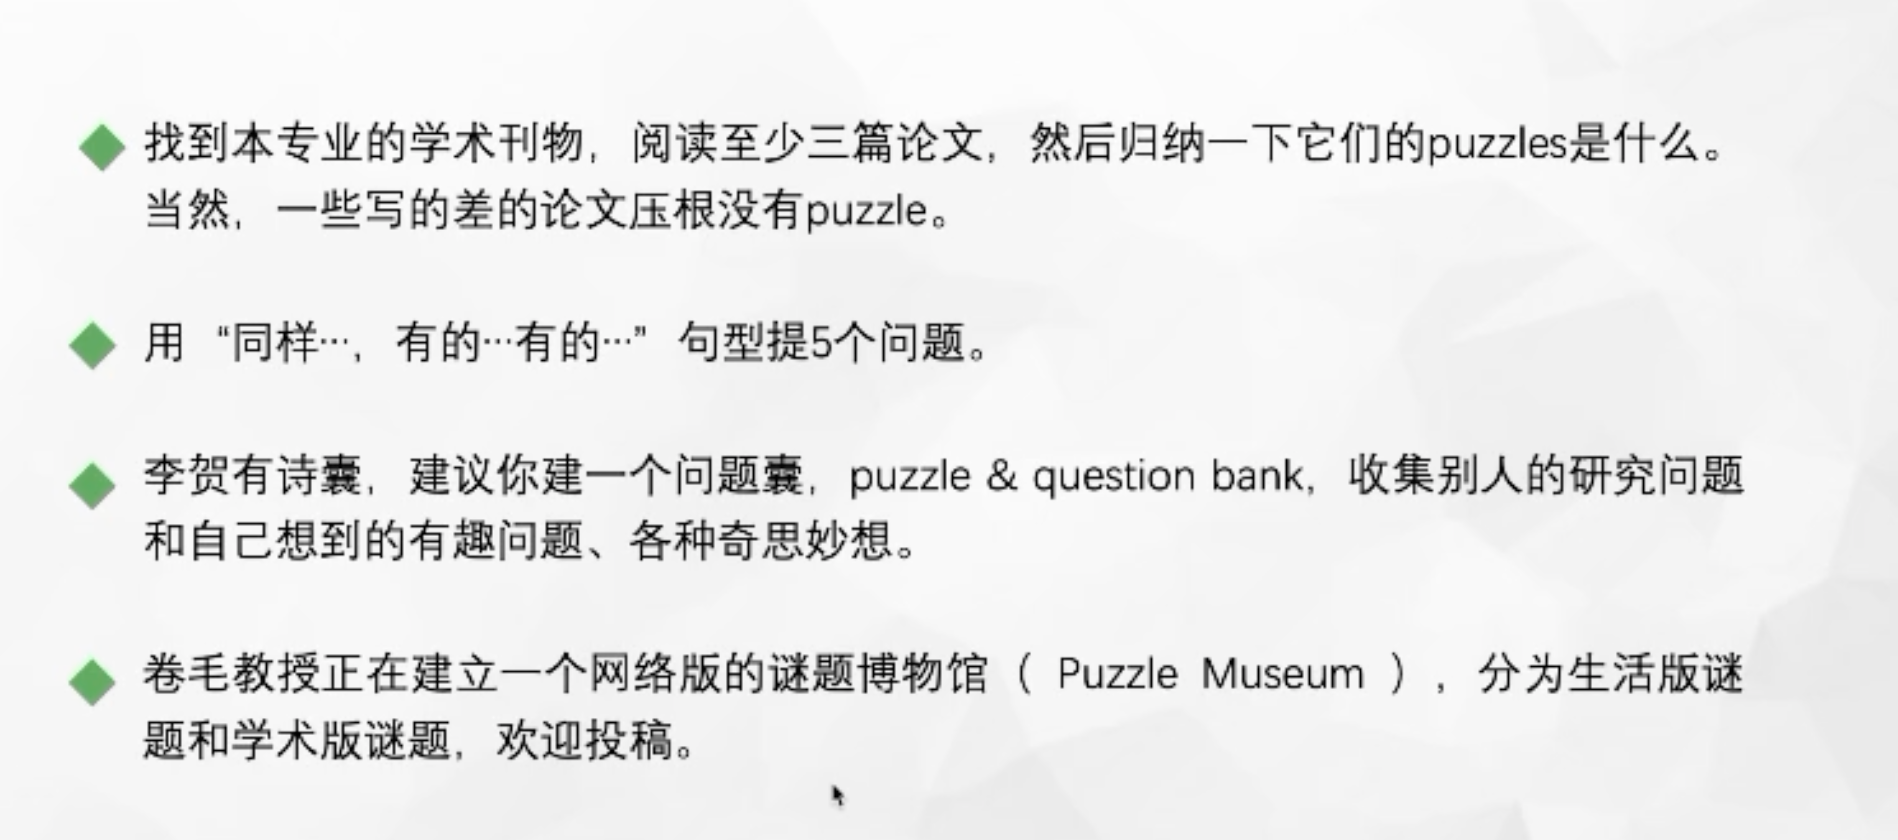 找到本专业的学术刊物，阅读至少三篇论文，然后归纳一下它们的puzzles是什么。
当然，一些写的差的论文压根没有puzzle。
用“同样…，有的…有的…”句型提5个问题。
李贺有诗囊，建议你建一个问题囊，puzzle & question bank，收集别人的研究问题
和自己想到的有趣问题、各种奇思妙想。
卷毛教授正在建立一个网络版的谜题博物馆（ Puzzle Museum ），分为生活版谜
题和学术版谜题，欢迎投稿。